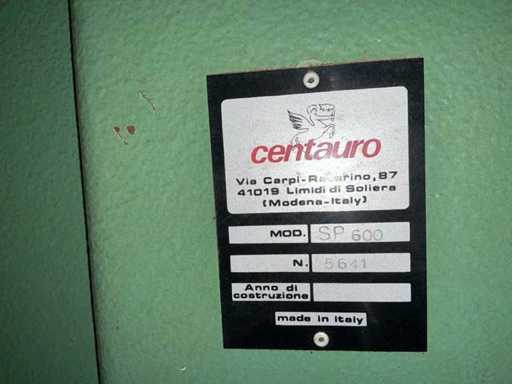 centauro
Via Carpi-Ravarino,87
41019 Limidi di Soliera
(Modena-Italy)
MOD. SP 600
N. 5641
Anno di
costruzione
made in italy